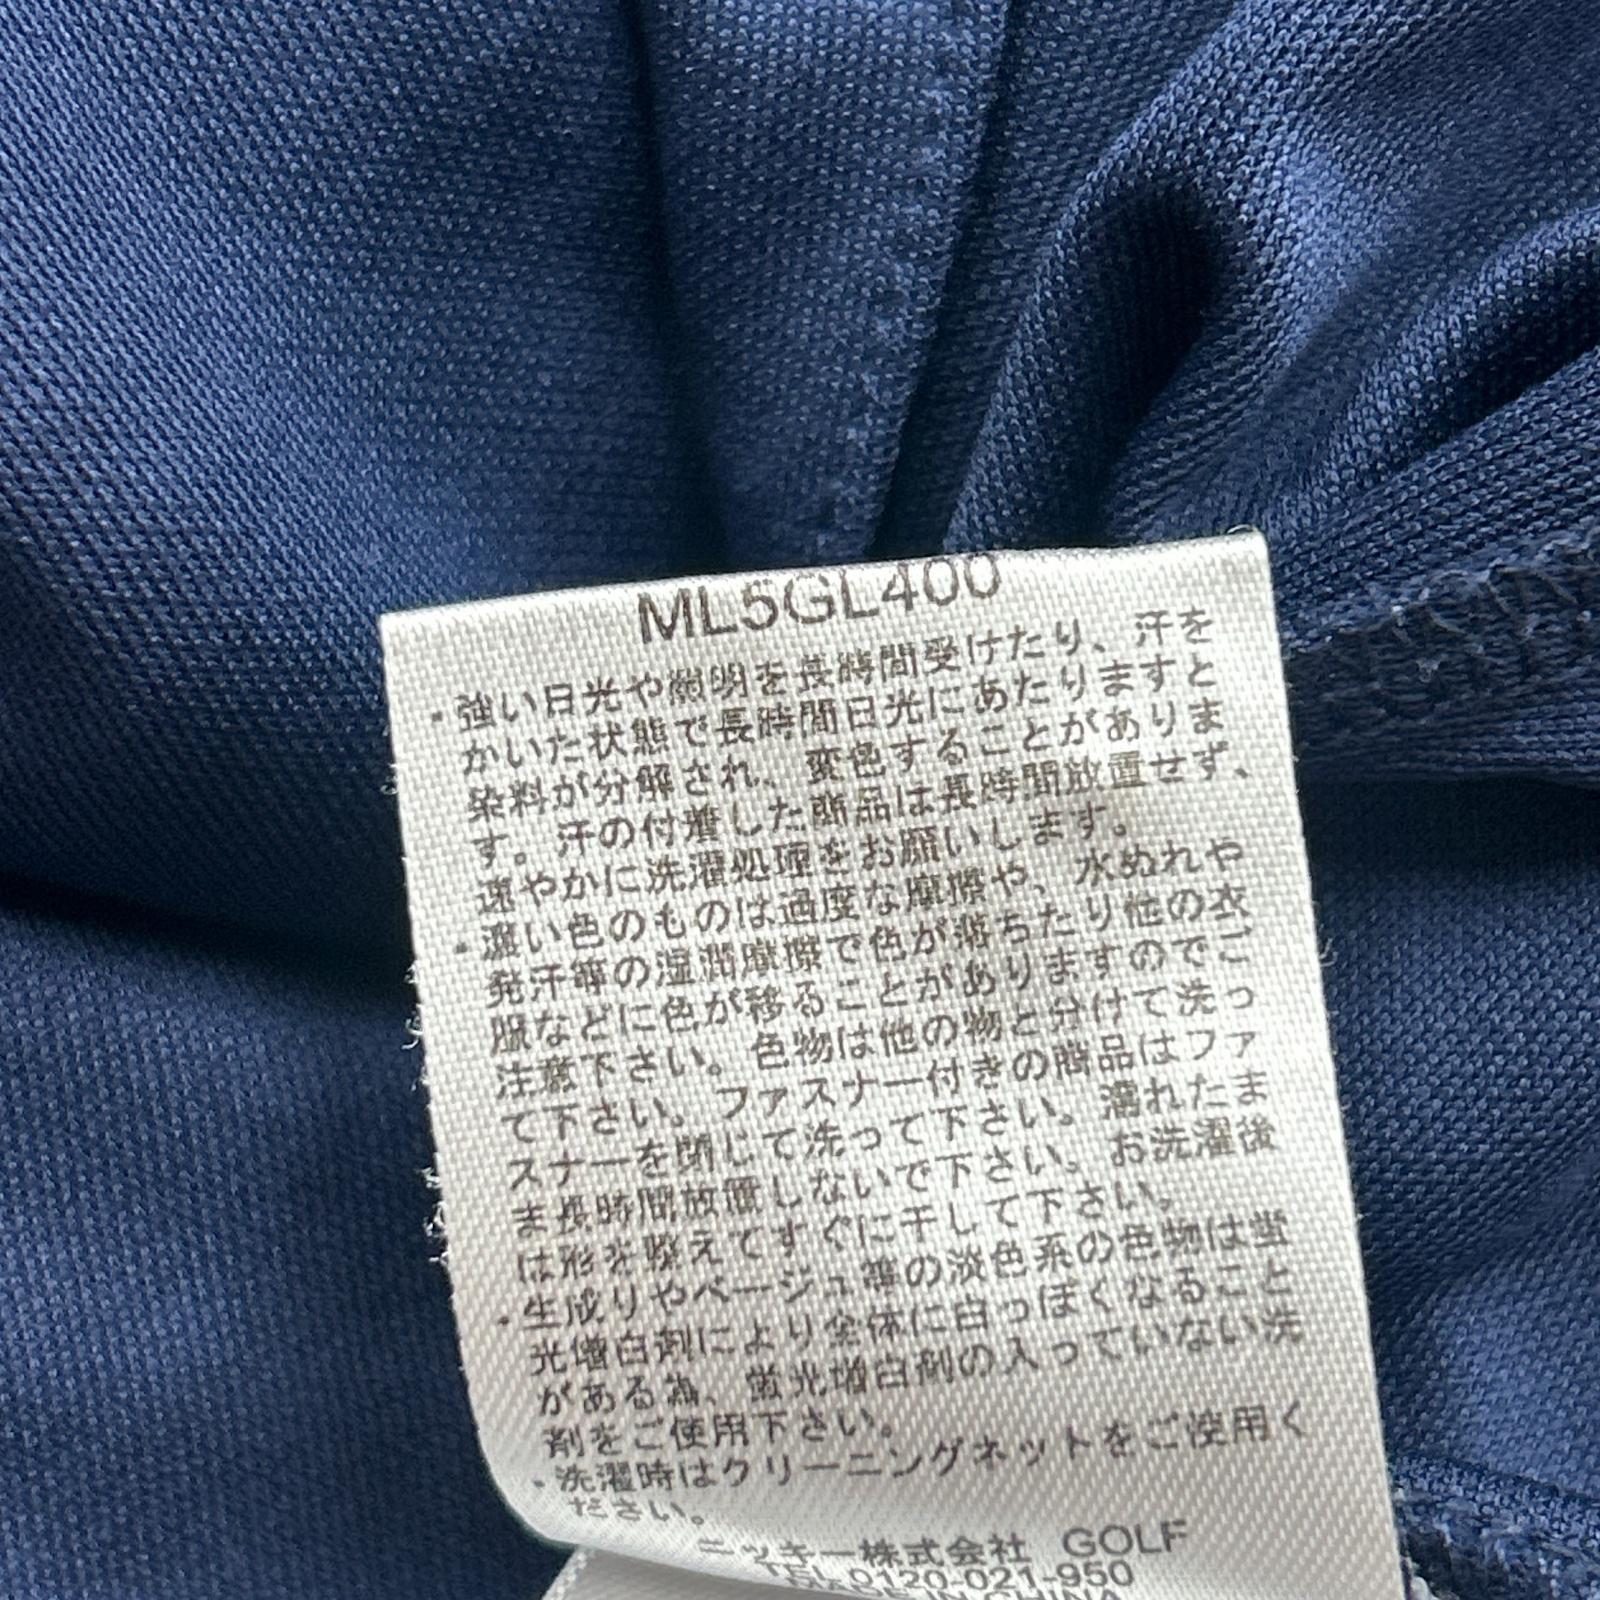 ML5GL400
・強い日光や照明を長時間受けたり、汗を
かいた状態で長時間日光にあたりますと
染料が分解され、変色することがありま
す。汗の付着した商品は長時間放置せず、
速やかに洗濯処理をお願いします。
・濃い色のものは過度な摩擦や、水ぬれや
発汗等の湿潤摩擦で色が落ちたり他の衣
服などに色が移ることがありますのでご
注意下さい。色物は他の物と分けて洗っ
て下さい。ファスナー付きの商品はファ
スナーを閉じて洗って下さい。濡れたま
ま長時間放置しないで下さい。お洗濯後
は形を整えてすぐに干して下さい。
・生成りやベージュ等の淡色系の色物は蛍
光増白剤により全体に白っぽくなること
がある為、蛍光増白剤の入っていない洗
剤をご使用下さい。
・洗濯時はクリーニングネットをご使用く
ださい。
株式会社 GOLF
TEL 0120-021-950
MADE IN CHINA